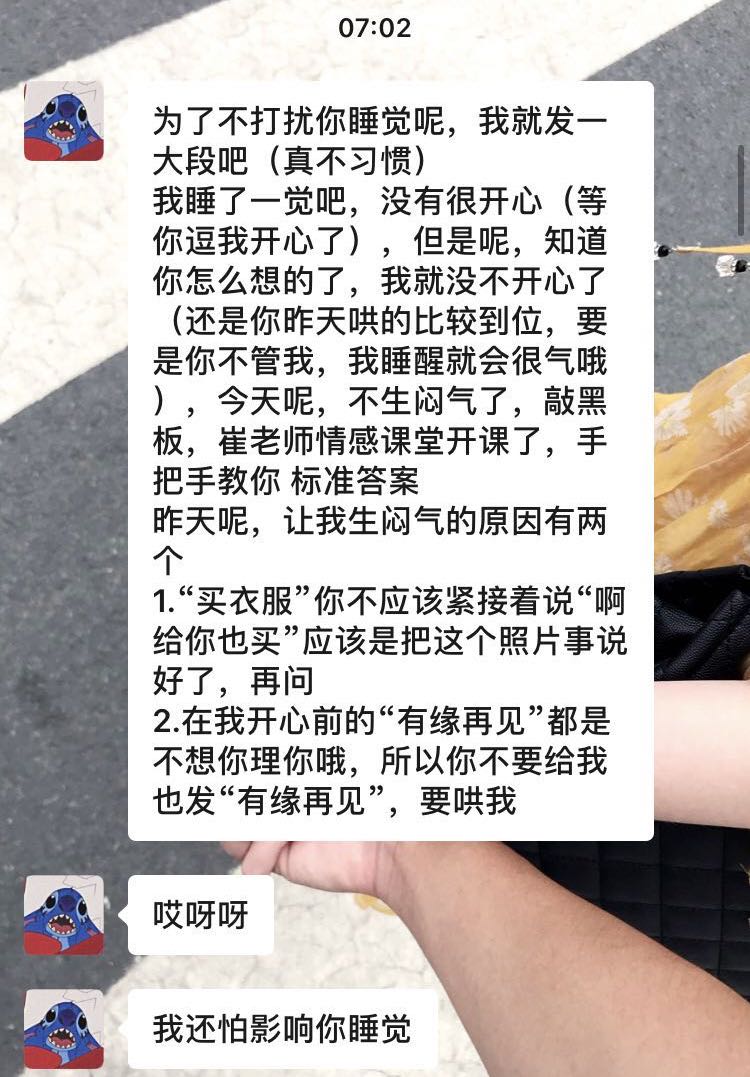 07:02
为了不打扰你睡觉呢，我就发一
大段吧（真不习惯）
我睡了一觉吧，没有很开心（等
你逗我开心了），但是呢，知道
你怎么想的了，我就没不开心了
（还是你昨天哄的比较到位，要
是你不管我，我睡醒就会很气哦
），今天呢，不生闷气了，敲黑
板，崔老师情感课堂开课了，手
把手教你 标准答案
昨天呢，让我生闷气的原因有两
个
1.“买衣服”你不应该紧接着说“啊
给你也买”应该是把这个照片事说
好了，再问
2.在我开心前的“有缘再见”都是
不想你理你哦，所以你不要给我
也发“有缘再见”，要哄我
哎呀呀
我还怕影响你睡觉